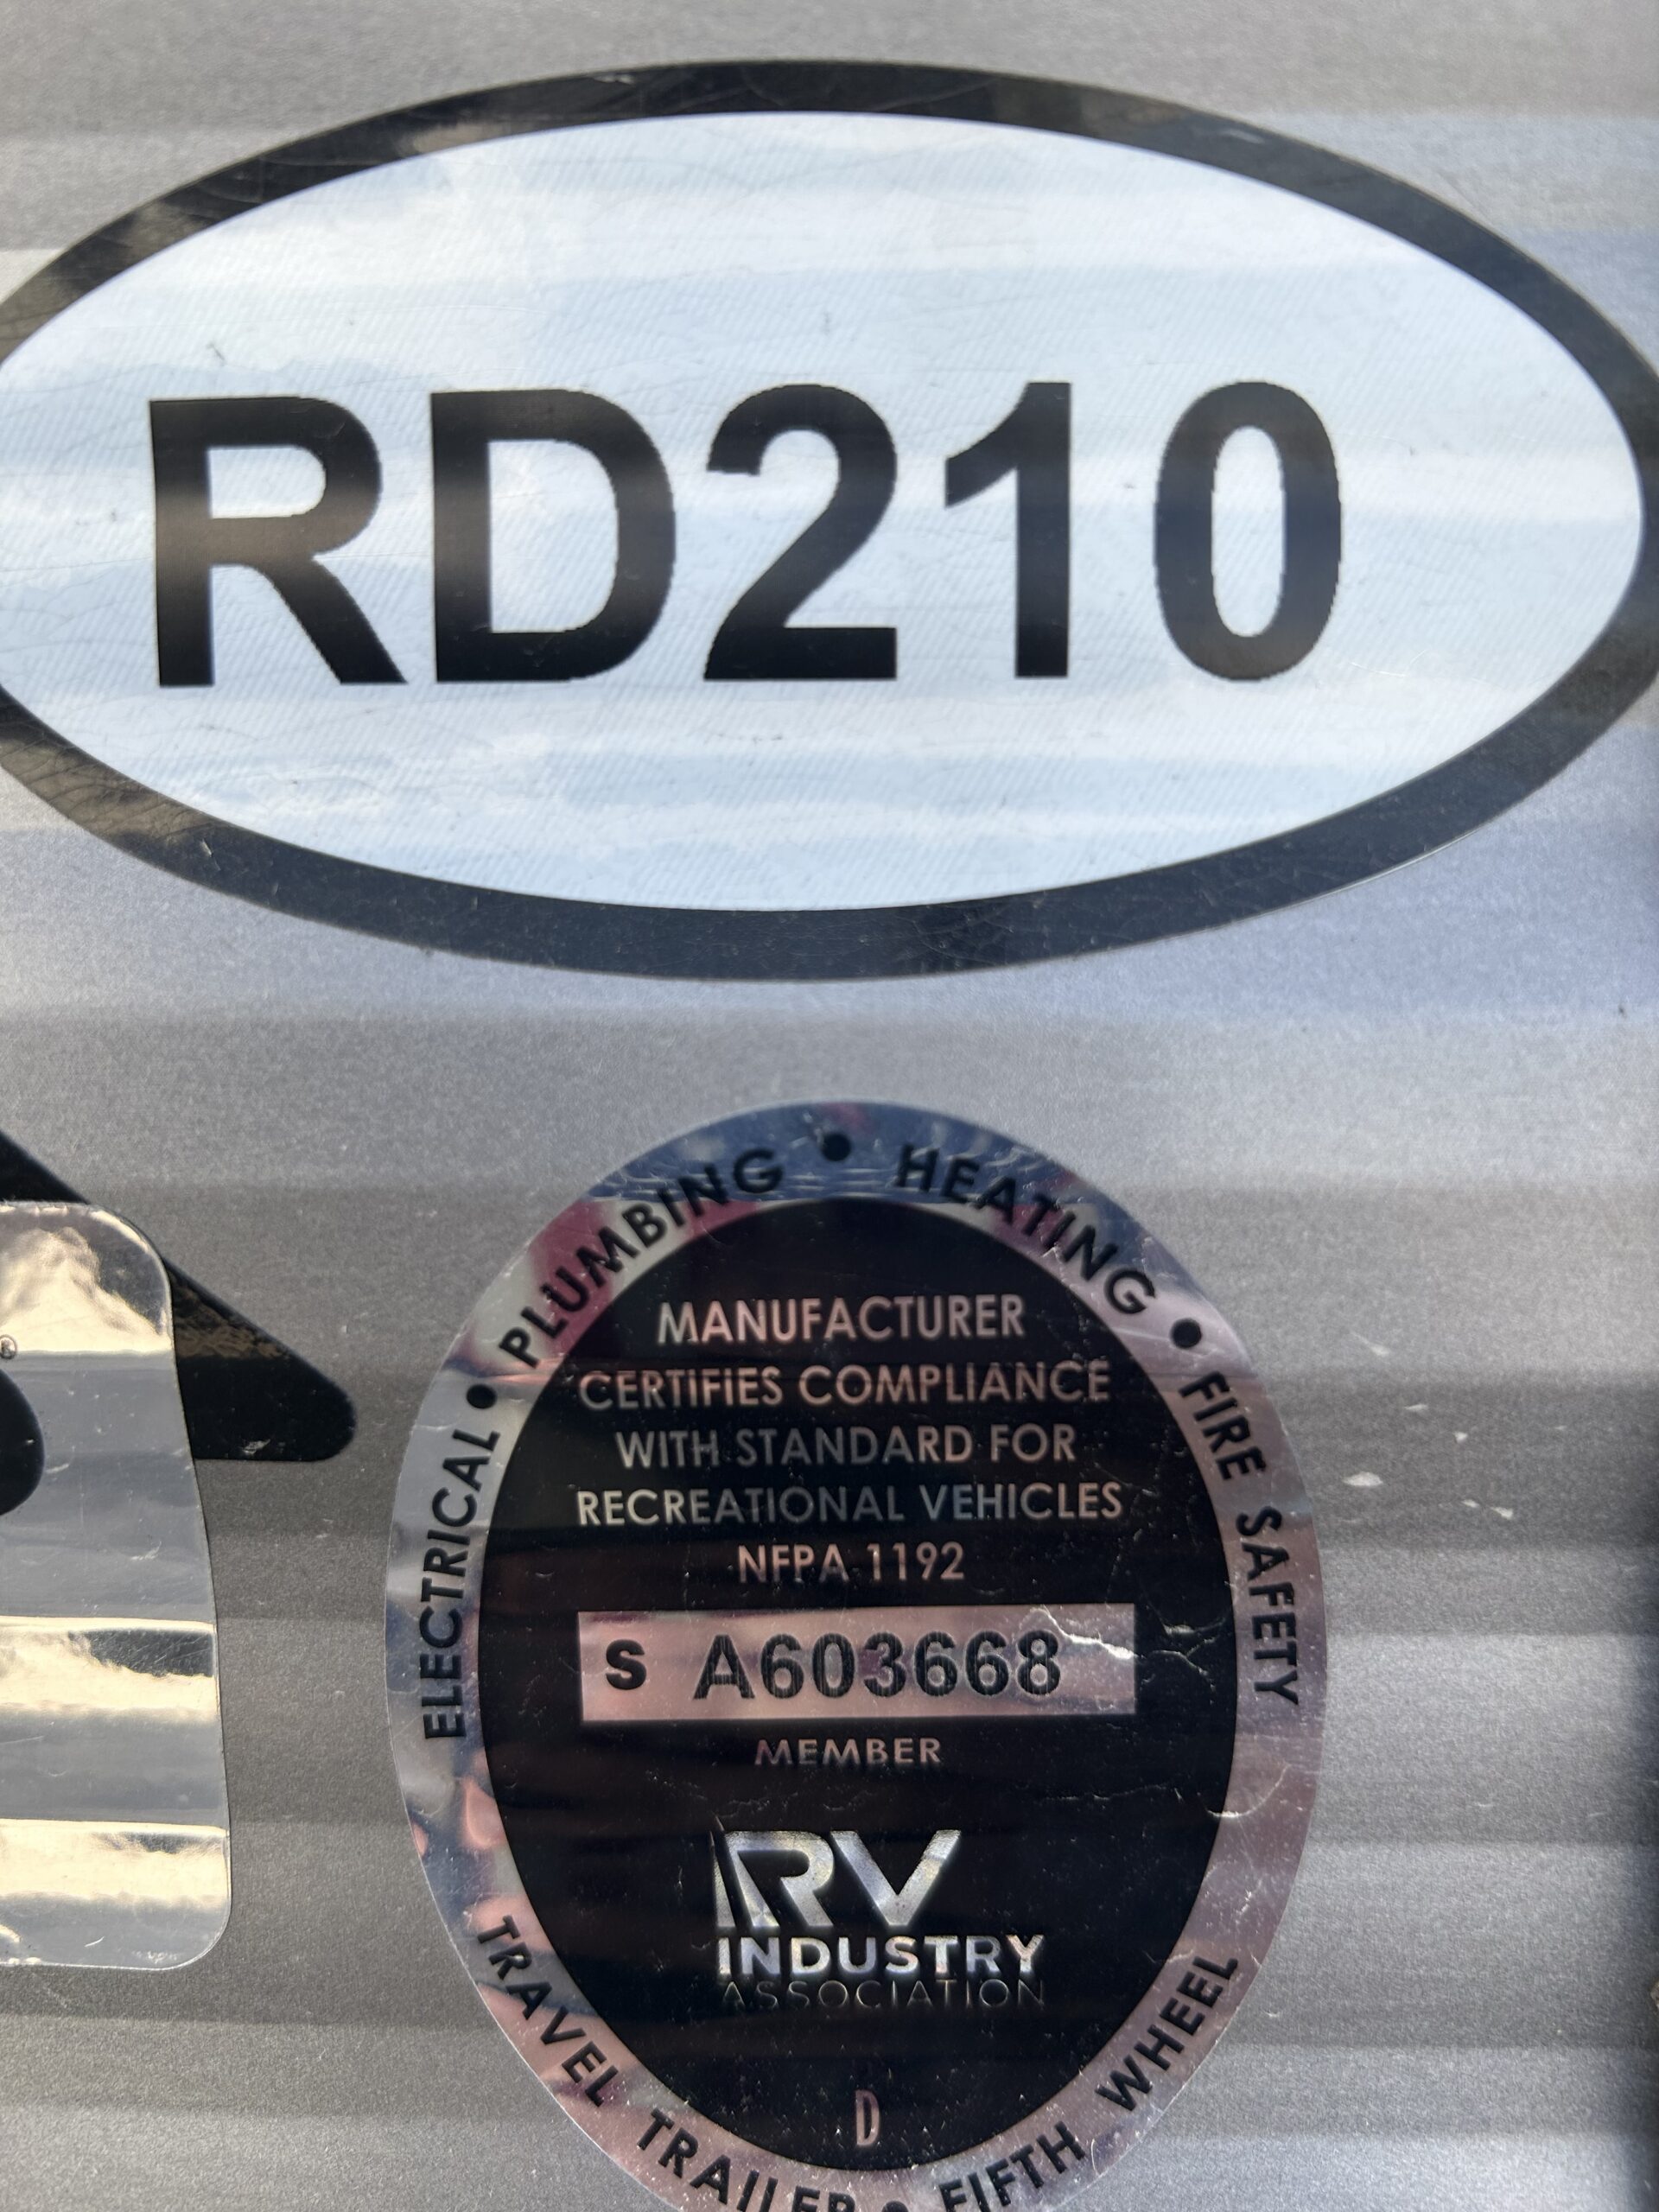 RD210
PLUMBING • HEATING •
FIRE SAFETY
ELECTRICAL •
MANUFACTURER
CERTIFIES COMPLIANCE
WITH STANDARD FOR
RECREATIONAL VEHICLES
NFPA 1192
S A603668
MEMBER
RV
INDUSTRY
ASSOCIATION
D
TRAVEL TRAILER • FIFTH WHEEL
®